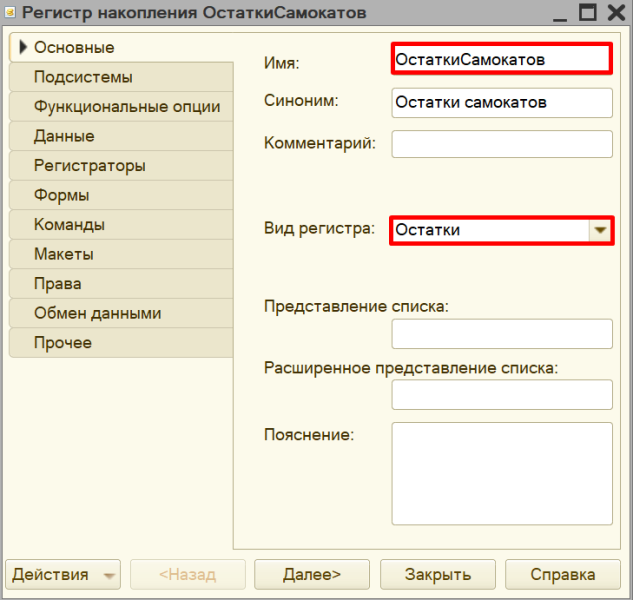 Регистр накопления ОстаткиСамокатов
Основные
Подсистемы
Функциональные опции
Данные
Регистраторы
Формы
Команды
Макеты
Права
Обмен данными
Прочее
Имя: ОстаткиСамокатов
Синоним: Остатки самокатов
Комментарий:
Вид регистра: Остатки
Представление списка:
Расширенное представление списка:
Пояснение:
Действия <Назад Далее> Закрыть Справка